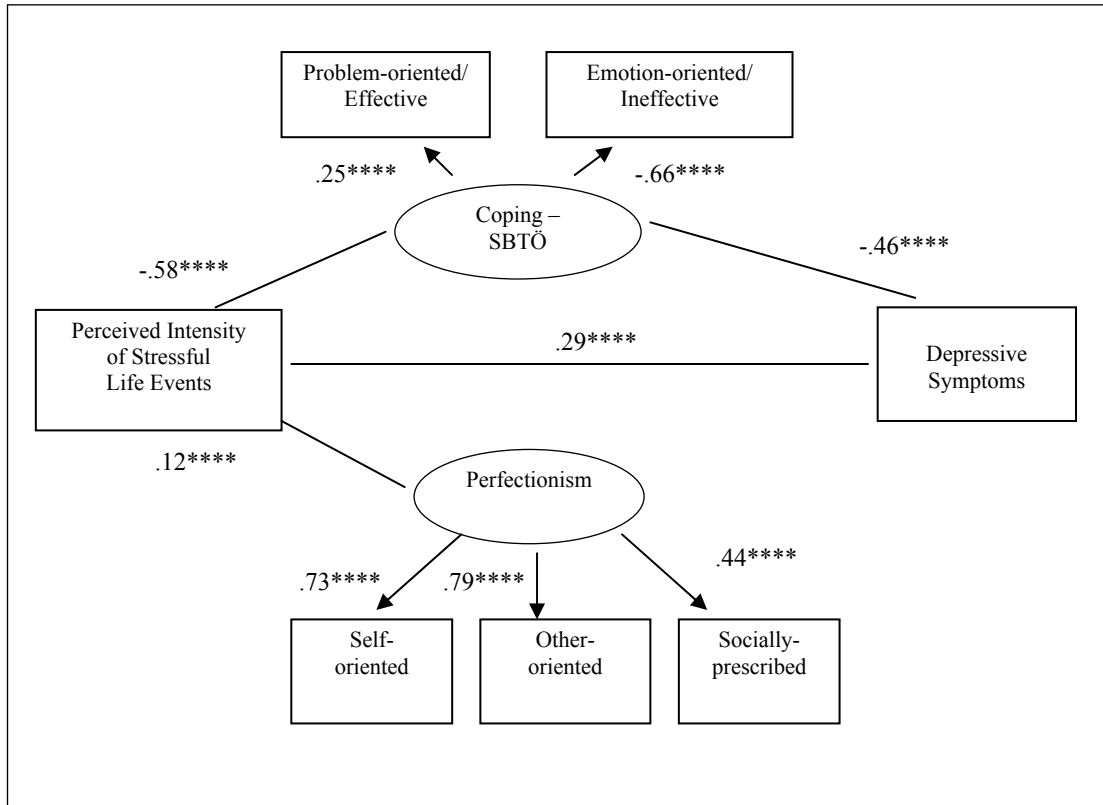 Problem-oriented/
Effective
Emotion-oriented/
Ineffective
.25****
-.66****
Coping –
SBTÖ
-.58****
-.46****
Perceived Intensity
of Stressful
Life Events
.29****
Depressive
Symptoms
.12****
Perfectionism
.73****
.79****
.44****
Self-
oriented
Other-
oriented
Socially-
prescribed